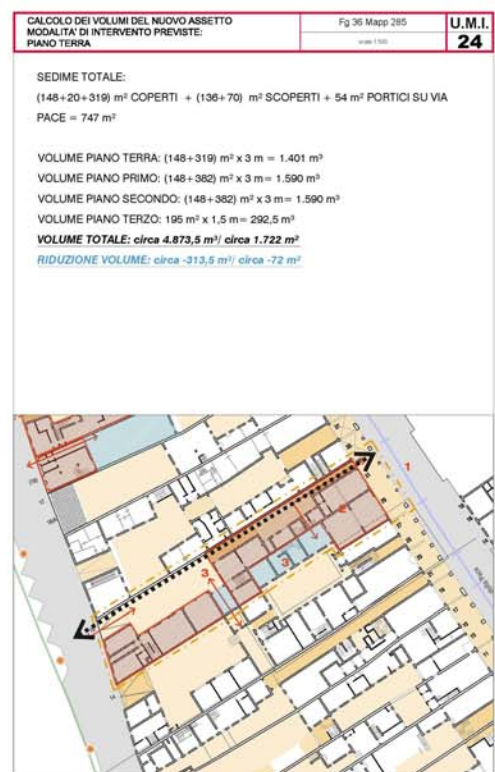 CALCOLO DEI VOLUMI DEL NUOVO ASSETTO
MODALITA' DI INTERVENTO PREVISTE:
PIANO TERRA
Fg 36 Mapp 285
U.M.I.
24
SEDIME TOTALE:
(148+20+319) m² COPERTI + (136+70) m² SCOPERTI + 54 m² PORTICI SU VIA
PACE = 747 m²
VOLUME PIANO TERRA: (148+319) m² x 3 m = 1.401 m³
VOLUME PIANO PRIMO: (148+382) m² x 3 m= 1.590 m³
VOLUME PIANO SECONDO: (148+382) m² x 3 m= 1.590 m³
VOLUME PIANO TERZO: 195 m² x 1,5 m= 292,5 m³
VOLUME TOTALE: circa 4.873,5 m³/ circa 1.722 m²
RIDUZIONE VOLUME: circa -313,5 m³/ circa -72 m²
1
2
3
3